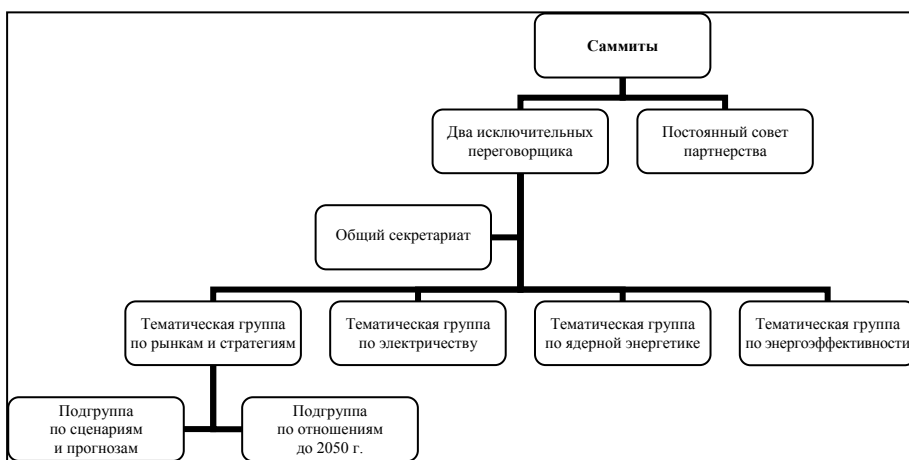 Саммиты
Два исключительных
переговорщика
Постоянный совет
партнерства
Общий секретариат
Тематическая группа
по рынкам и стратегиям
Тематическая группа
по электричеству
Тематическая группа
по ядерной энергетике
Тематическая группа
по энергоэффективности
Подгруппа
по сценариям
и прогнозам
Подгруппа
по отношениям
до 2050 г.